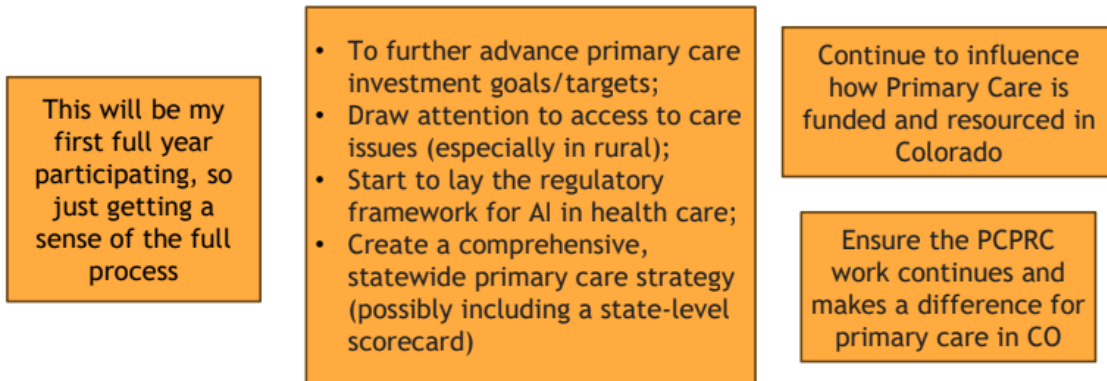 This will be my
first full year
participating, so
just getting a
sense of the full
process
• To further advance primary care
investment goals/targets;
• Draw attention to access to care
issues (especially in rural);
• Start to lay the regulatory
framework for AI in health care;
• Create a comprehensive,
statewide primary care strategy
(possibly including a state-level
scorecard)
Continue to influence
how Primary Care is
funded and resourced in
Colorado
Ensure the PCPRC
work continues and
makes a difference for
primary care in CO